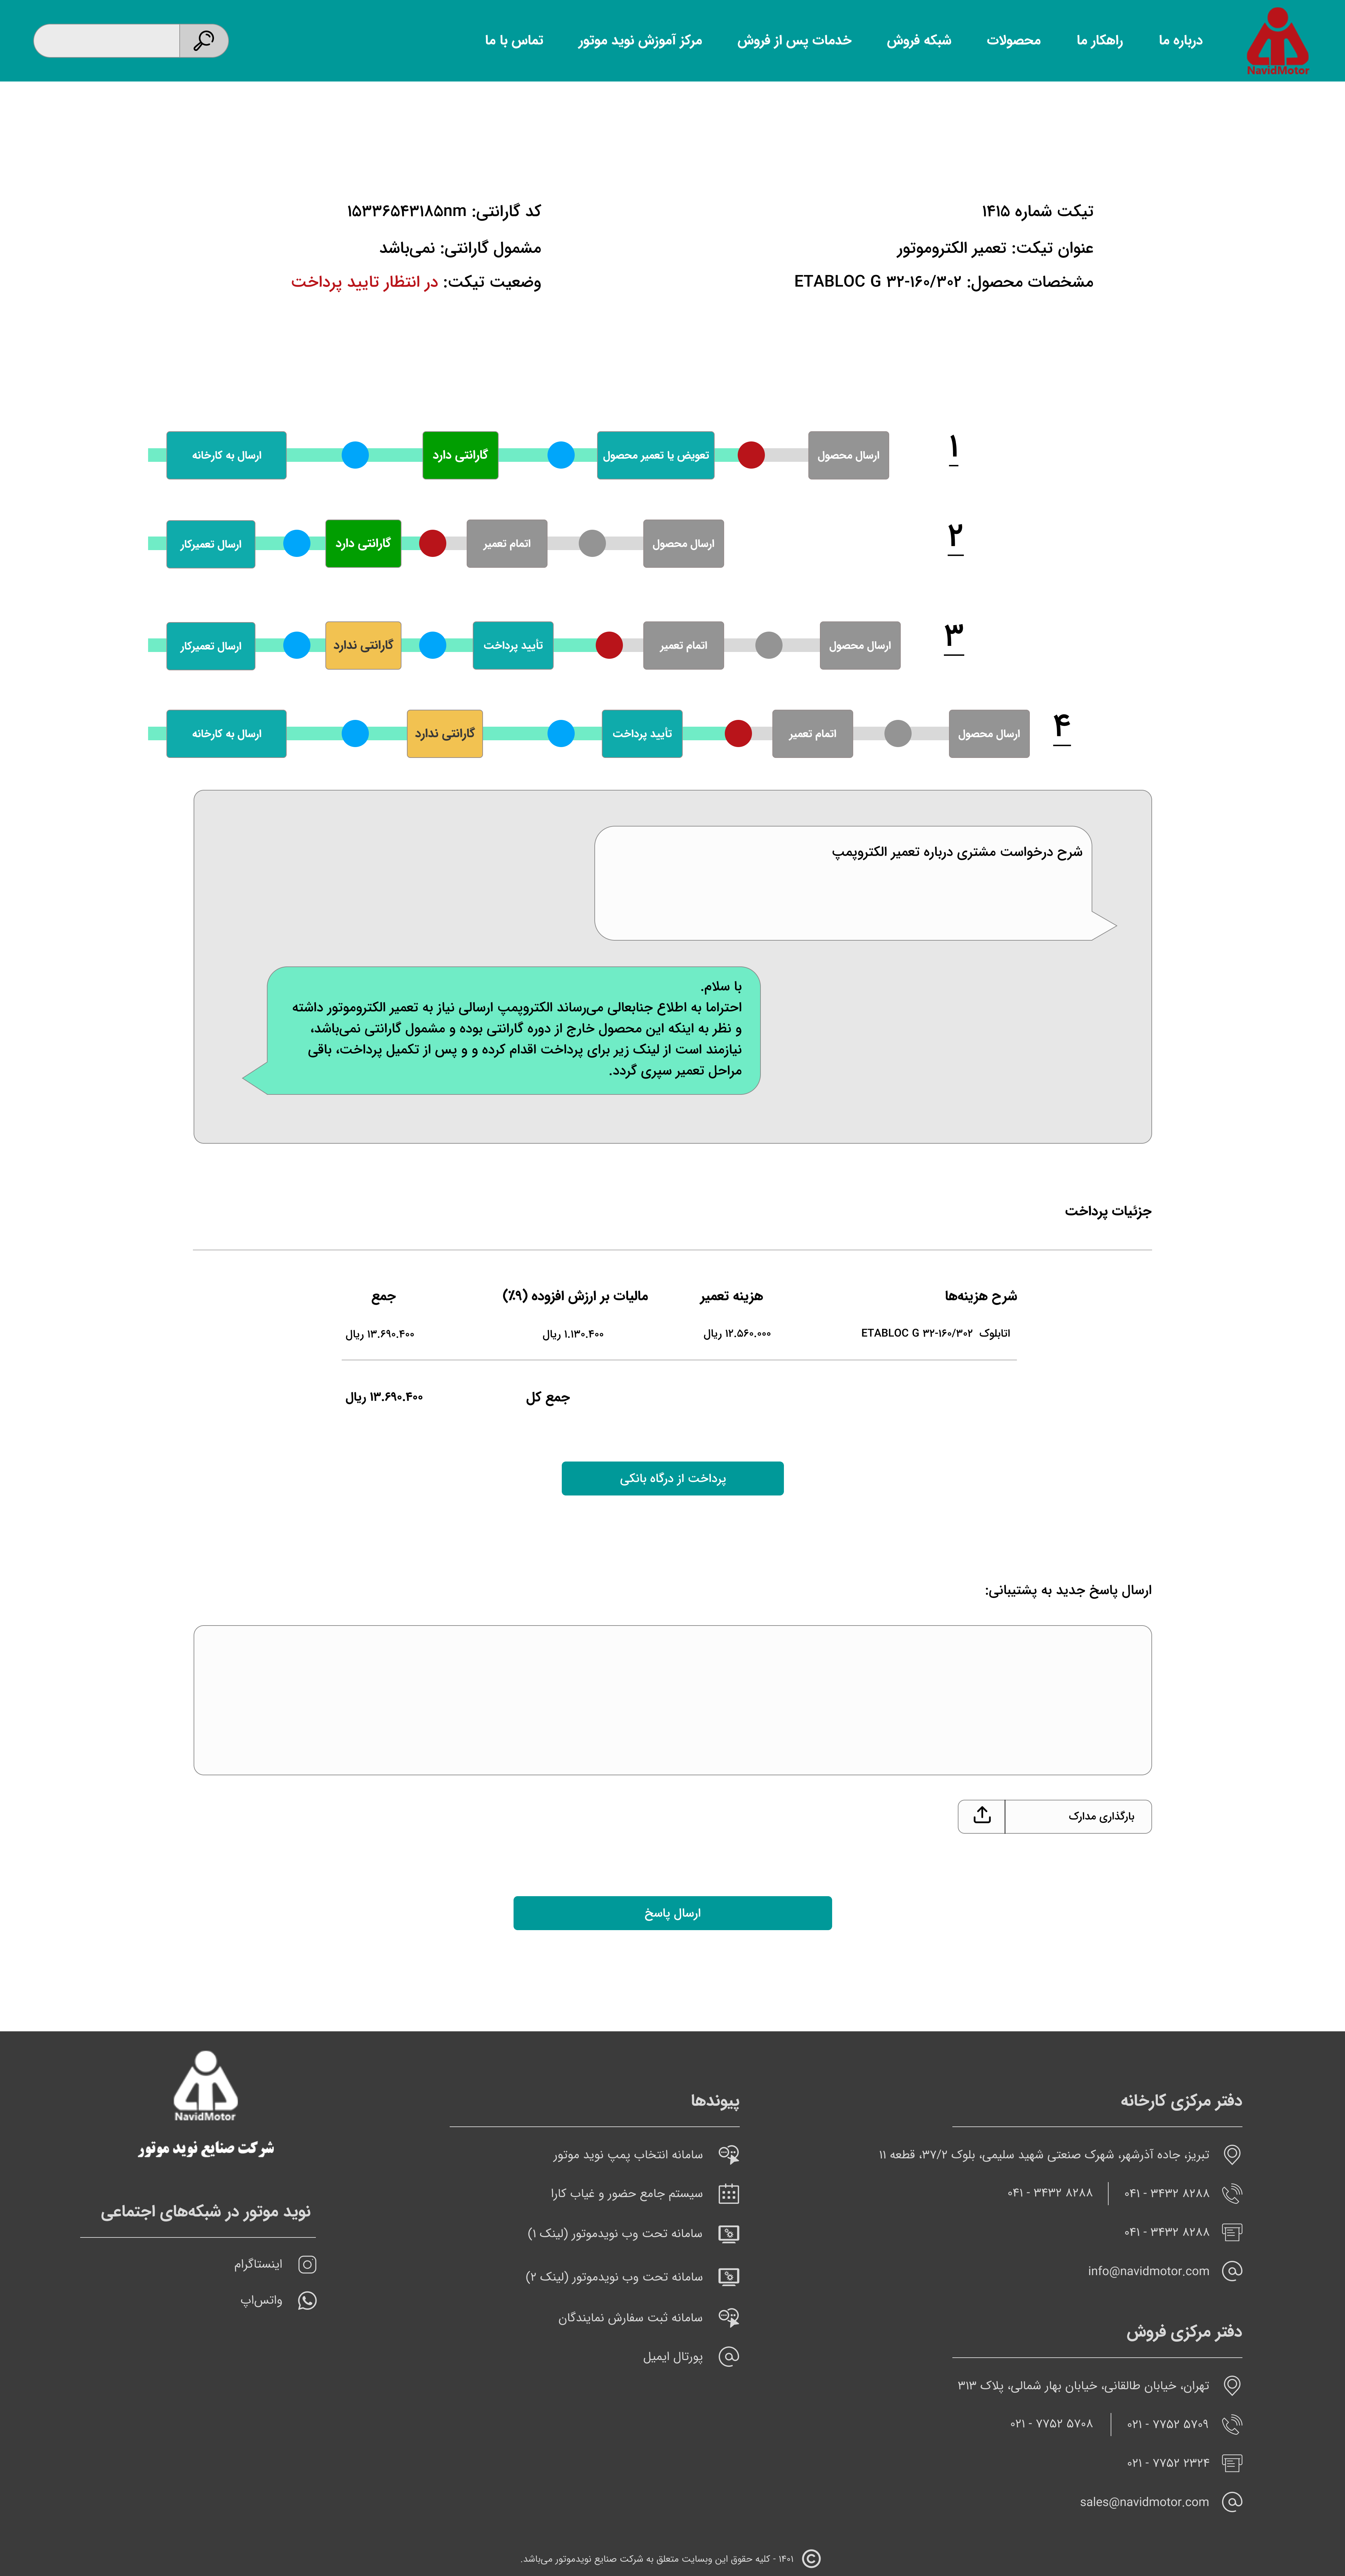 NavidMotor
درباره ما
راهکار ما
محصولات
شبکه فروش
خدمات پس از فروش
مرکز آموزش نوید موتور
تماس با ما
تیکت شماره ۱۴۱۵
عنوان تیکت: تعمیر الکتروموتور
مشخصات محصول: ETABLOC G ۳۲-۱۶۰/۳۰۲
کد گارانتی: ۱۵۳۳۶۵۴۳۱۸۵nm
مشمول گارانتی: نمی‌باشد
وضعیت تیکت: در انتظار تایید پرداخت
۱
ارسال محصول
تعویض یا تعمیر محصول
گارانتی دارد
ارسال به کارخانه
۲
ارسال محصول
اتمام تعمیر
گارانتی دارد
ارسال تعمیرکار
۳
ارسال محصول
اتمام تعمیر
تأیید پرداخت
گارانتی ندارد
ارسال تعمیرکار
۴
ارسال محصول
اتمام تعمیر
تأیید پرداخت
گارانتی ندارد
ارسال به کارخانه
شرح درخواست مشتری درباره تعمیر الکتروپمپ
با سلام.
احتراما به اطلاع جنابعالی می‌رساند الکتروپمپ ارسالی نیاز به تعمیر الکتروموتور داشته
و نظر به اینکه این محصول خارج از دوره گارانتی بوده و مشمول گارانتی نمی‌باشد،
نیازمند است از لینک زیر برای پرداخت اقدام کرده و و پس از تکمیل پرداخت، باقی
مراحل تعمیر سپری گردد.
جزئیات پرداخت
شرح هزینه‌ها
هزینه تعمیر
مالیات بر ارزش افزوده (۹٪)
جمع
اتابلوک ETABLOC G ۳۲-۱۶۰/۳۰۲
۱۲.۵۶۰.۰۰۰ ریال
۱.۱۳۰.۴۰۰ ریال
۱۳.۶۹۰.۴۰۰ ریال
جمع کل
۱۳.۶۹۰.۴۰۰ ریال
پرداخت از درگاه بانکی
ارسال پاسخ جدید به پشتیبانی:
بارگذاری مدارک
ارسال پاسخ
دفتر مرکزی کارخانه
تبریز، جاده آذرشهر، شهرک صنعتی شهید سلیمی، بلوک ۳۷/۲، قطعه ۱۱
۰۴۱ - ۳۴۳۲ ۸۲۸۸
۰۴۱ - ۳۴۳۲ ۸۲۸۸
۰۴۱ - ۳۴۳۲ ۸۲۸۸
info@navidmotor.com
دفتر مرکزی فروش
تهران، خیابان طالقانی، خیابان بهار شمالی، پلاک ۳۱۳
۰۲۱ - ۷۷۵۲ ۵۷۰۹
۰۲۱ - ۷۷۵۲ ۵۷۰۸
۰۲۱ - ۷۷۵۲ ۲۳۲۴
sales@navidmotor.com
پیوندها
سامانه انتخاب پمپ نوید موتور
سیستم جامع حضور و غیاب کارا
سامانه تحت وب نویدموتور (لینک ۱)
سامانه تحت وب نویدموتور (لینک ۲)
سامانه ثبت سفارش نمایندگان
پورتال ایمیل
NavidMotor
شرکت صنایع نوید موتور
نوید موتور در شبکه‌های اجتماعی
اینستاگرام
واتس‌اپ
© ۱۴۰۱ - کلیه حقوق این وبسایت متعلق به شرکت صنایع نویدموتور می‌باشد.